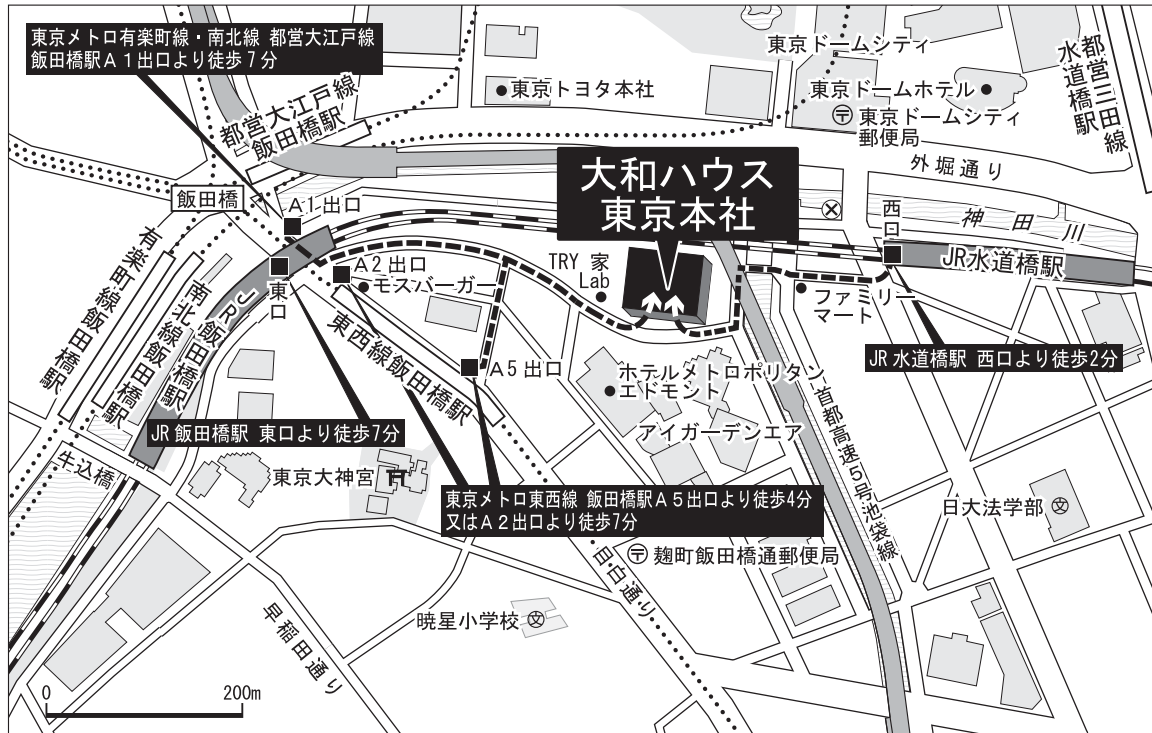 東京メトロ有楽町線・南北線 都営大江戸線
飯田橋駅A1出口より徒歩7分
東京ドームシティ
東京トヨタ本社
東京ドームホテル
〒 東京ドームシティ
郵便局
都営三田線
水道橋駅
都営大江戸線
飯田橋駅
外堀通り
大和ハウス
東京本社
飯田橋
A1出口
西口
神田川
JR水道橋駅
有楽町線飯田橋駅
南北線飯田橋駅
JR飯田橋駅
東口
A2出口
モスバーガー
TRY 家
Lab
ファミリー
マート
東西線飯田橋駅
A5出口
JR水道橋駅 西口より徒歩2分
ホテルメトロポリタン
エドモント
アイガーデンエア
首都高速5号池袋線
JR飯田橋駅 東口より徒歩7分
牛込橋
東京大神宮
東京メトロ東西線 飯田橋駅A5出口より徒歩4分
又はA2出口より徒歩7分
日大法学部 文
〒 麹町飯田橋通郵便局
目白通り
早稲田通り
暁星小学校 文
0 200m